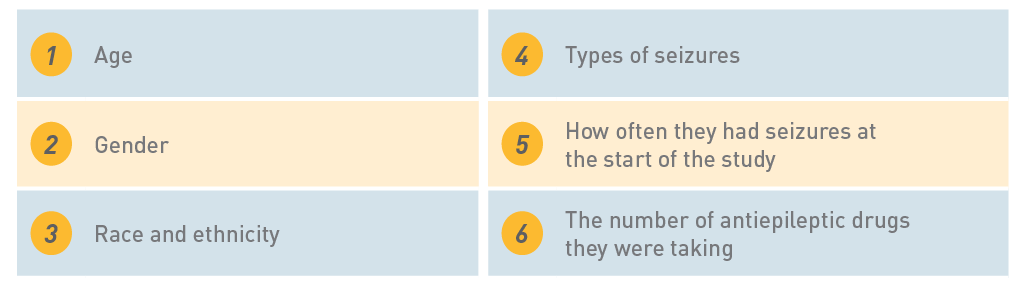 1 Age
2 Gender
3 Race and ethnicity
4 Types of seizures
5 How often they had seizures at
the start of the study
6 The number of antiepileptic drugs
they were taking